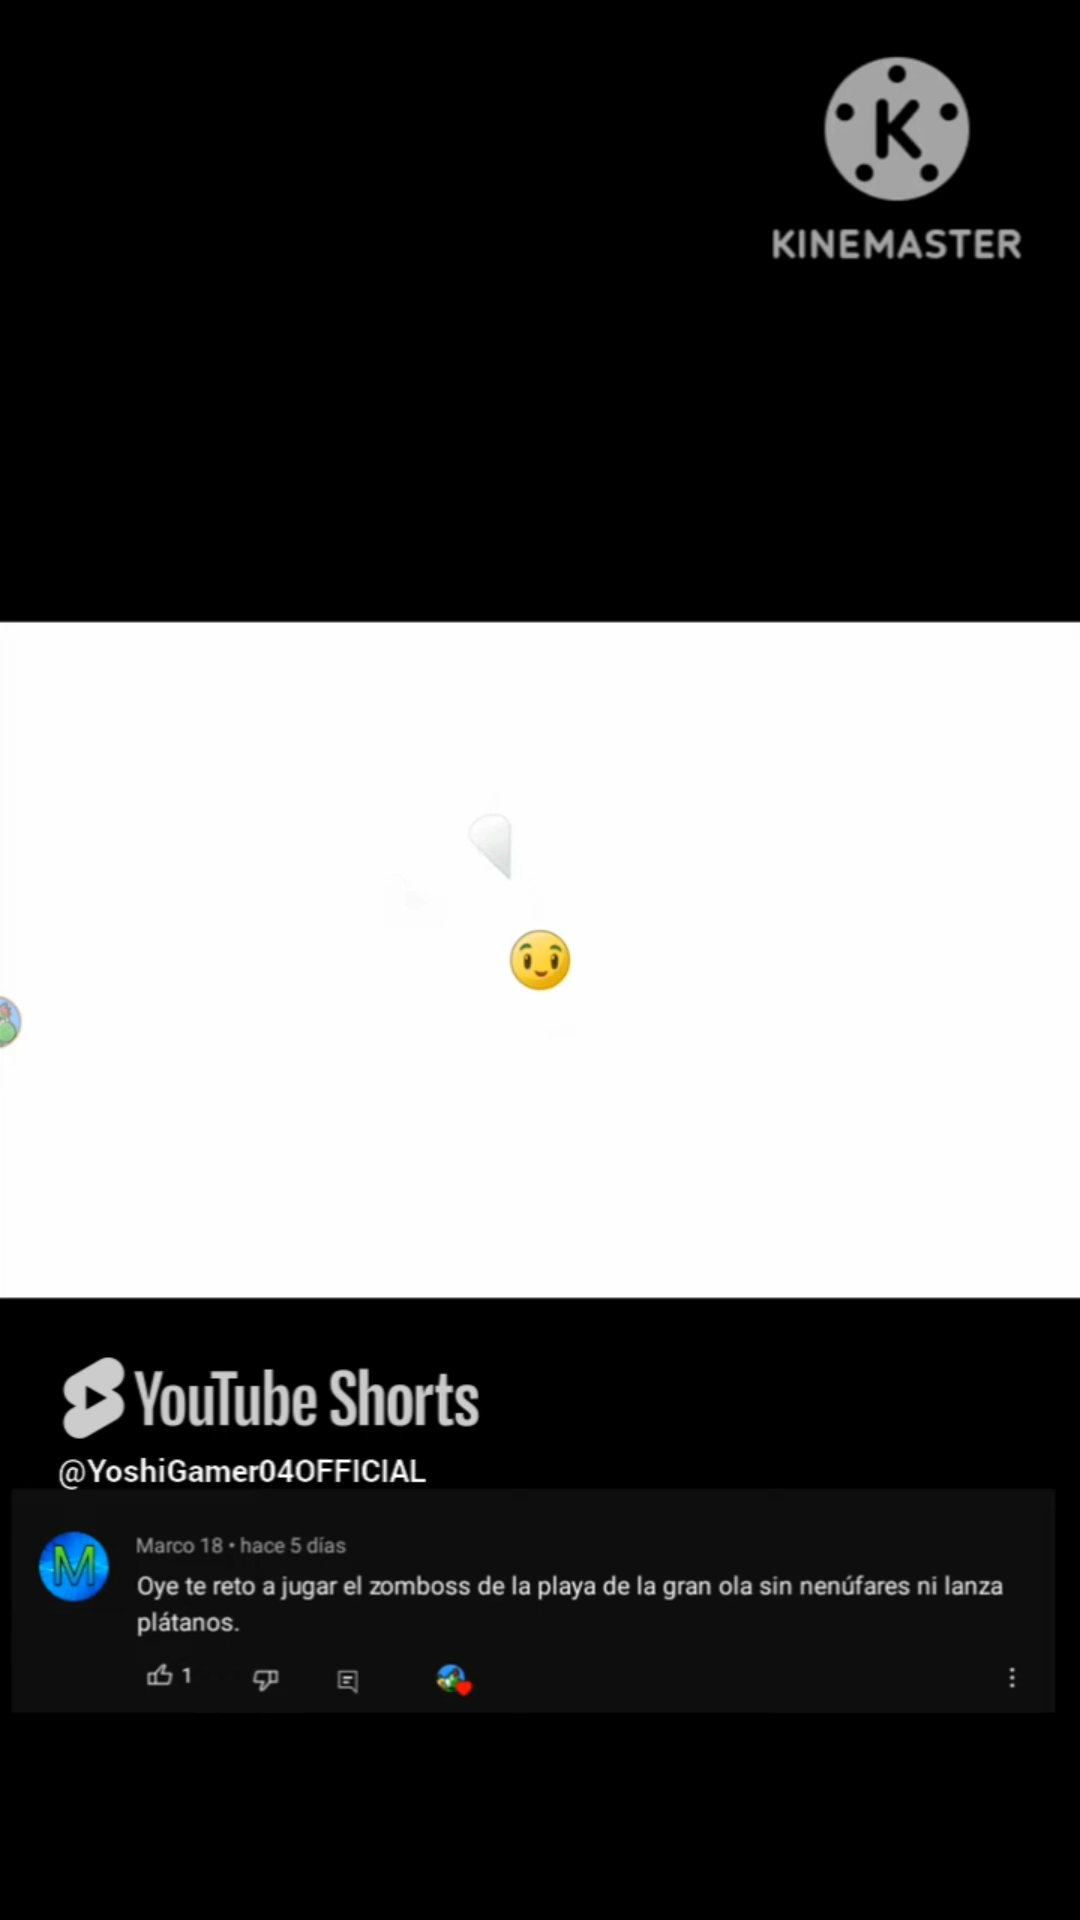 K
KINEMASTER
YouTube Shorts
@YoshiGamer04OFFICIAL
M
Marco 18 • hace 5 días
Oye te reto a jugar el zomboss de la playa de la gran ola sin nenúfares ni lanza
plátanos.
1